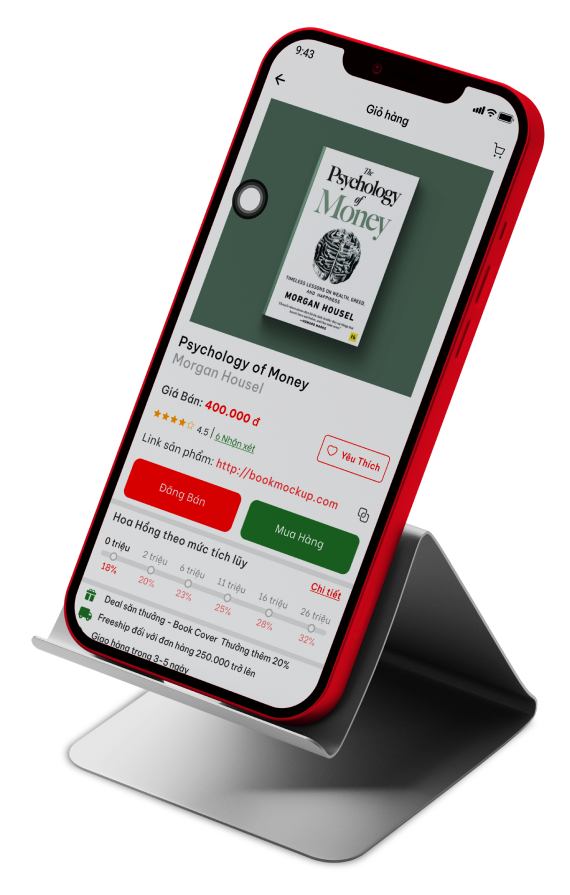 9:43
Giỏ hàng
The
Psychology
of
Money
TIMELESS LESSONS ON WEALTH, GREED,
AND HAPPINESS
MORGAN HOUSEL
Psychology of Money
Morgan Housel
Giá Bán: 400.000 đ
4.5 | 6 Nhận xét
Yêu Thích
Link sản phẩm: http://bookmockup.com
Đăng Bán
Mua Hàng
Hoa Hồng theo mức tích lũy
Chi tiết
0 triệu 2 triệu 6 triệu 11 triệu 16 triệu 26 triệu
18% 20% 23% 25% 28% 32%
Deal săn thưởng - Book Cover Thưởng thêm 20%
Freeship đối với đơn hàng 250.000 trở lên
Giao hàng trong 3-5 ngày